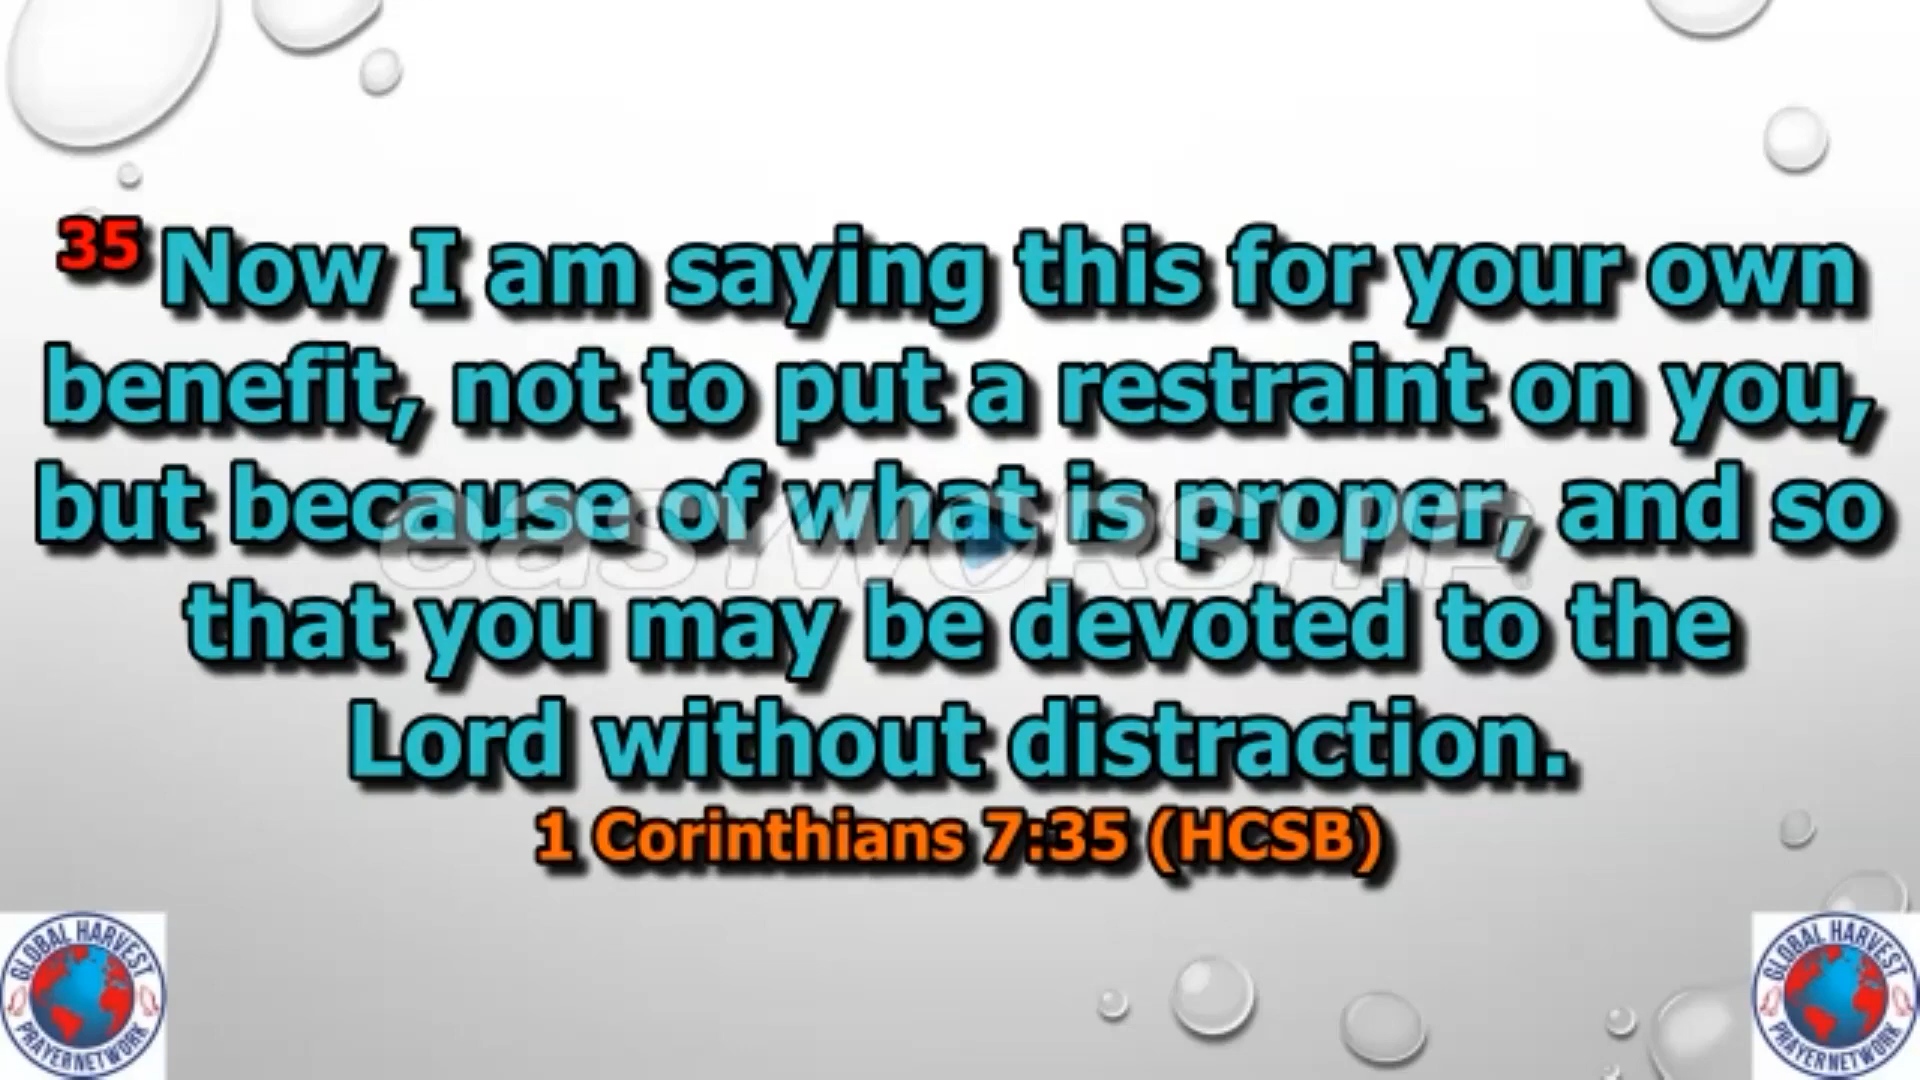 35 Now I am saying this for your own
benefit, not to put a restraint on you,
but because of what is proper, and so
easyworship
that you may be devoted to the
Lord without distraction.
1 Corinthians 7:35 (HCSB)
GLOBAL HARVEST
PRAYERNETWORK
GLOBAL HARVEST
PRAYERNETWORK